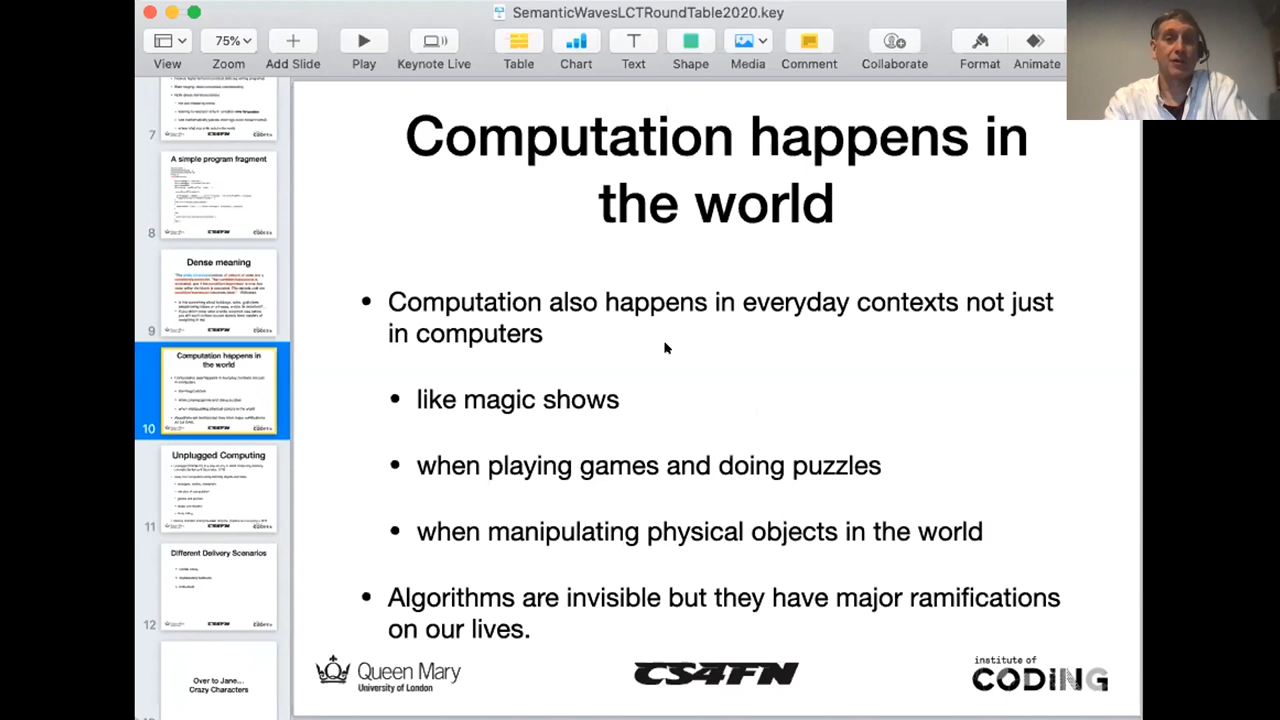 SemanticWavesLCTRoundTable2020.key
75%
View
Zoom
Add Slide
Play
Keynote Live
Table
Chart
Text
Shape
Media
Comment
Collaborate
Format
Animate
7
A simple program fragment
8
Dense meaning
9
Computation happens in
the world
10
Unplugged Computing
11
Different Delivery Scenarios
12
Over to Jane...
Crazy Characters
Computation happens in
the world
• Computation also happens in everyday contexts not just
in computers
• like magic shows
• when playing games and doing puzzles
• when manipulating physical objects in the world
• Algorithms are invisible but they have major ramifications
on our lives.
Queen Mary
University of London
CS4FN
institute of
CODING